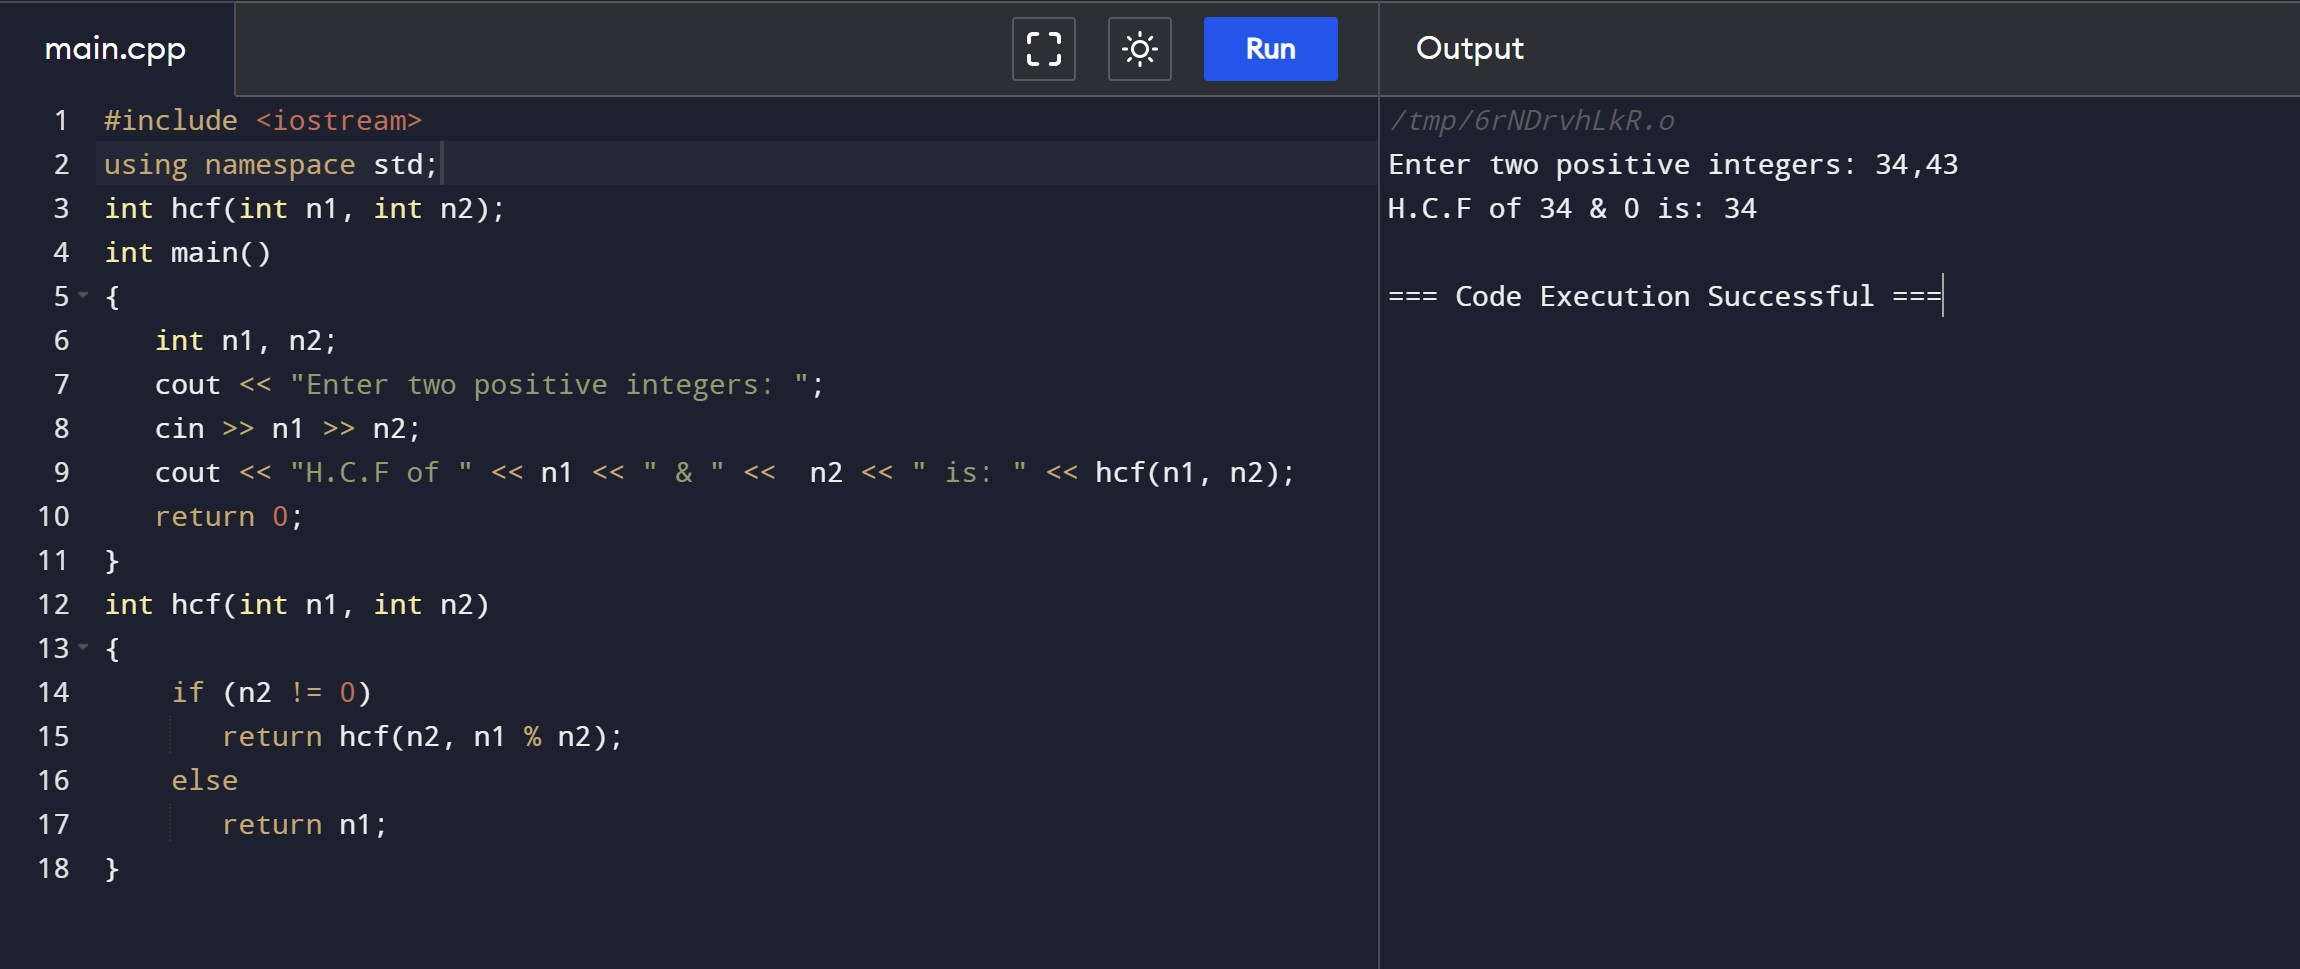 main.cpp
Run
Output
1 #include <iostream>
2 using namespace std;
3 int hcf(int n1, int n2);
4 int main()
5 {
6    int n1, n2;
7    cout << "Enter two positive integers: ";
8    cin >> n1 >> n2;
9    cout << "H.C.F of " << n1 << " & " <<  n2 << " is: " << hcf(n1, n2);
10    return 0;
11 }
12 int hcf(int n1, int n2)
13 {
14     if (n2 != 0)
15        return hcf(n2, n1 % n2);
16     else
17        return n1;
18 }
/tmp/6rNDrvhLkR.o
Enter two positive integers: 34,43
H.C.F of 34 & 0 is: 34
=== Code Execution Successful ===